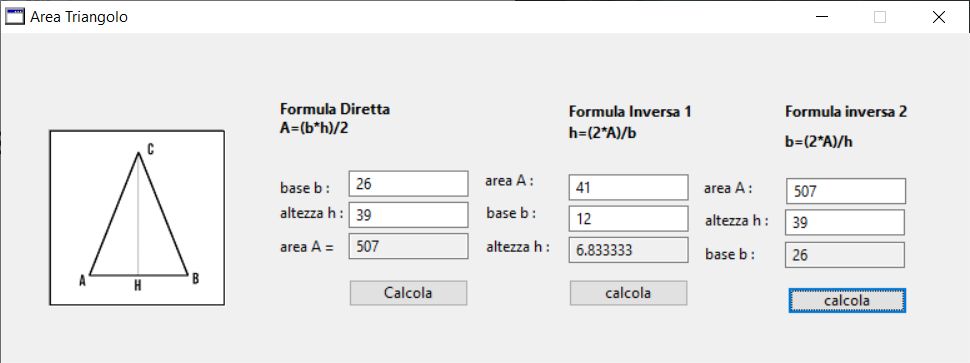 Area Triangolo
Formula Diretta
A=(b*h)/2
base b :
26
altezza h :
39
area A =
507
Calcola
Formula Inversa 1
h=(2*A)/b
area A :
41
base b :
12
altezza h :
6.833333
calcola
Formula inversa 2
b=(2*A)/h
area A :
507
altezza h :
39
base b :
26
calcola
C
A
H
B